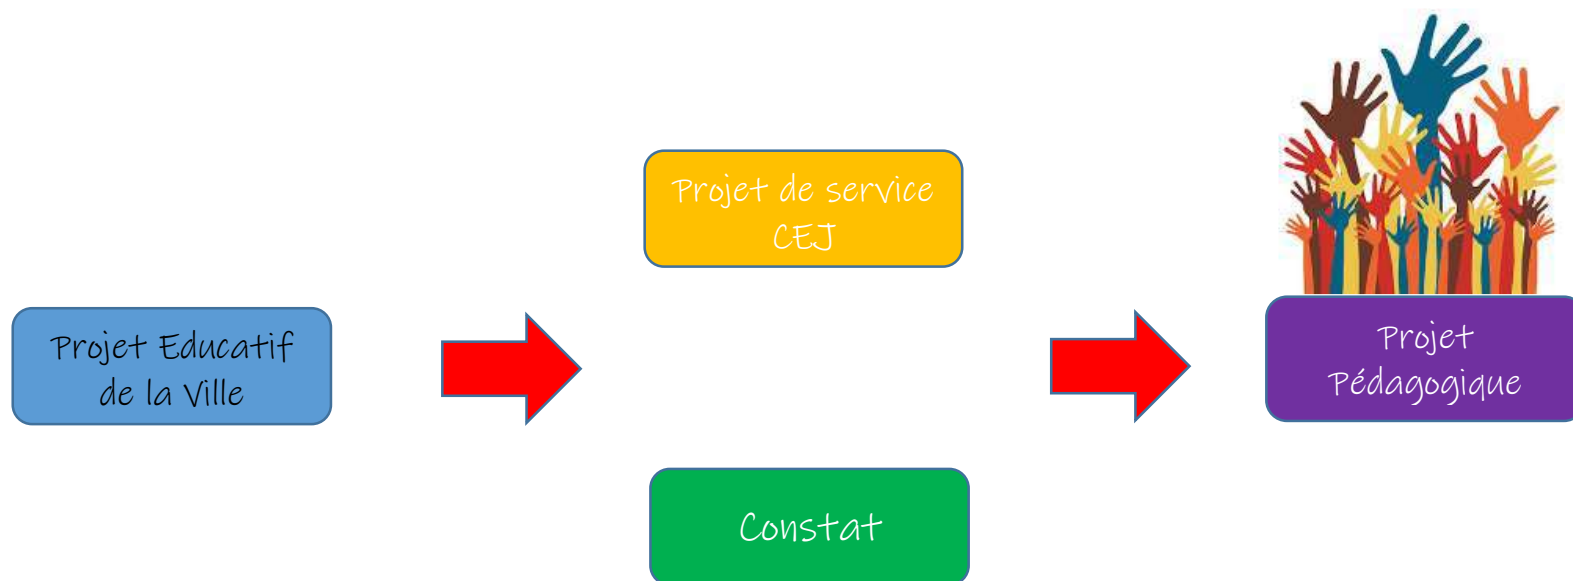 Projet de service
CEJ
Projet Educatif
de la Ville
Projet
Pédagogique
Constat